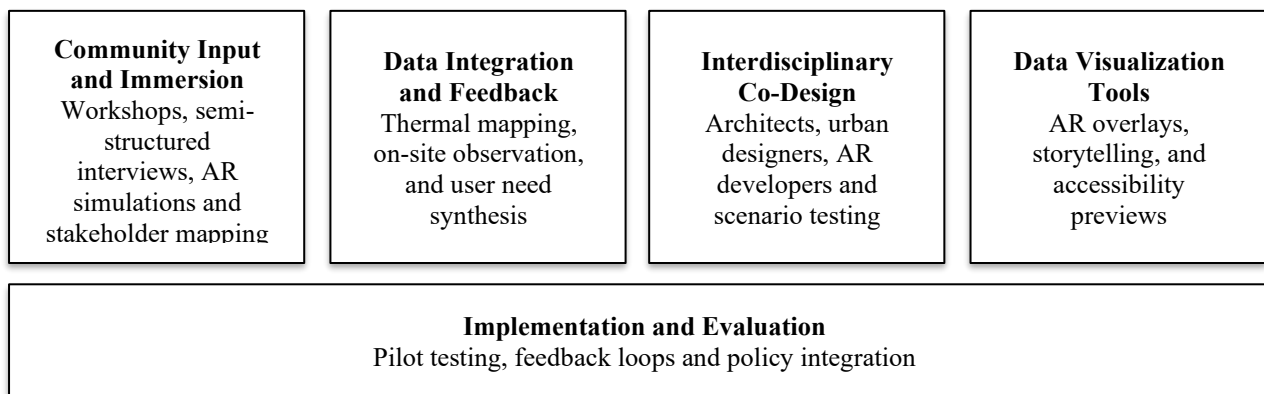 Community Input
and Immersion
Workshops, semi-
structured
interviews, AR
simulations and
stakeholder mapping
Data Integration
and Feedback
Thermal mapping,
on-site observation,
and user need
synthesis
Interdisciplinary
Co-Design
Architects, urban
designers, AR
developers and
scenario testing
Data Visualization
Tools
AR overlays,
storytelling, and
accessibility
previews
Implementation and Evaluation
Pilot testing, feedback loops and policy integration